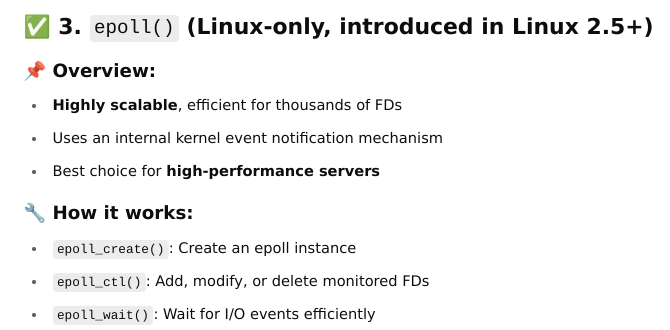 ✅ 3. epoll() (Linux-only, introduced in Linux 2.5+)
📌 Overview:
• Highly scalable, efficient for thousands of FDs
• Uses an internal kernel event notification mechanism
• Best choice for high-performance servers
🔧 How it works:
• epoll_create(): Create an epoll instance
• epoll_ctl(): Add, modify, or delete monitored FDs
• epoll_wait(): Wait for I/O events efficiently